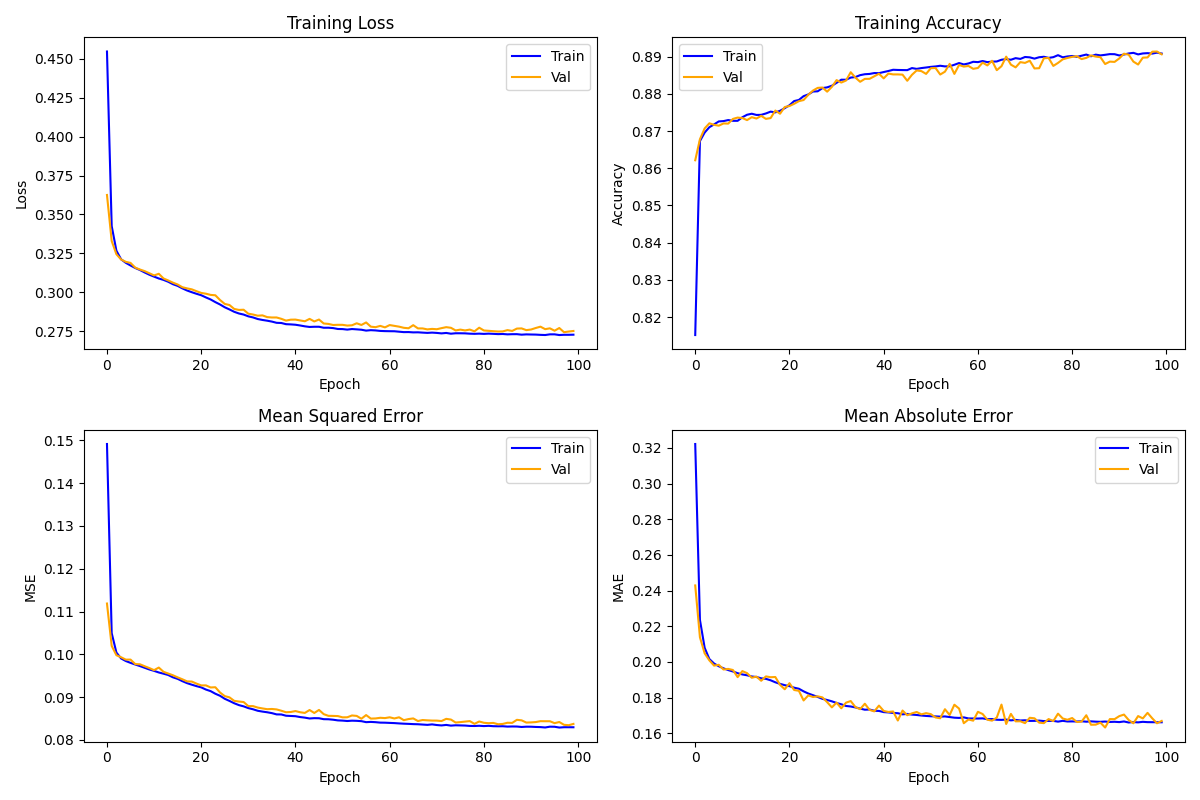 Training Loss
0.450
0.425
0.400
0.375
0.350
0.325
0.300
0.275
Loss
Train
Val
0 20 40 60 80 100
Epoch
Training Accuracy
0.89
0.88
0.87
0.86
0.85
0.84
0.83
0.82
Accuracy
Train
Val
0 20 40 60 80 100
Epoch
Mean Squared Error
0.15
0.14
0.13
0.12
0.11
0.10
0.09
0.08
MSE
Train
Val
0 20 40 60 80 100
Epoch
Mean Absolute Error
0.32
0.30
0.28
0.26
0.24
0.22
0.20
0.18
0.16
MAE
Train
Val
0 20 40 60 80 100
Epoch